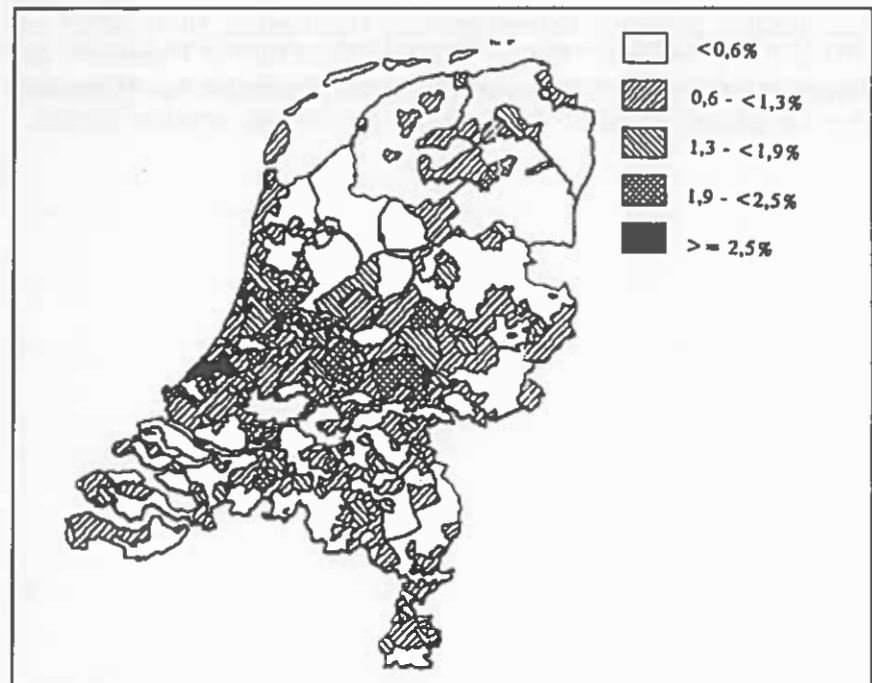 <0,6%
0,6 - <1,3%
1,3 - <1,9%
1,9 - <2,5%
>= 2,5%